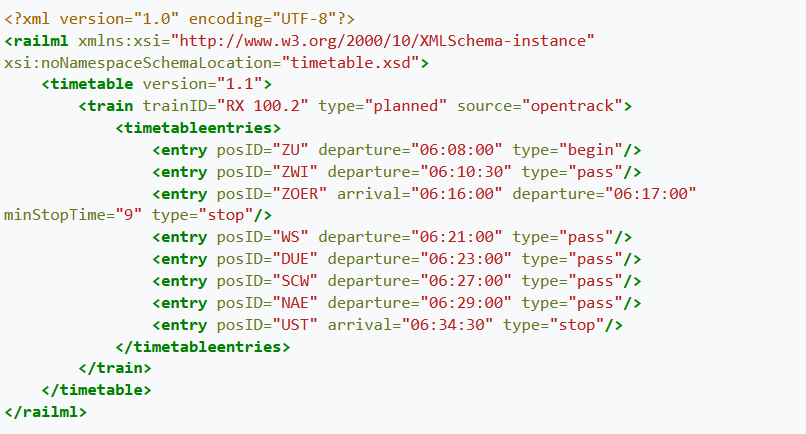 <?xml version="1.0" encoding="UTF-8"?>
<railml xmlns:xsi="http://www.w3.org/2000/10/XMLSchema-instance"
xsi:noNamespaceSchemaLocation="timetable.xsd">
    <timetable version="1.1">
        <train trainID="RX 100.2" type="planned" source="opentrack">
            <timetableentries>
                <entry posID="ZU" departure="06:08:00" type="begin"/>
                <entry posID="ZWI" departure="06:10:30" type="pass"/>
                <entry posID="ZOER" arrival="06:16:00" departure="06:17:00"
minStopTime="9" type="stop"/>
                <entry posID="WS" departure="06:21:00" type="pass"/>
                <entry posID="DUE" departure="06:23:00" type="pass"/>
                <entry posID="SCW" departure="06:27:00" type="pass"/>
                <entry posID="NAE" departure="06:29:00" type="pass"/>
                <entry posID="UST" arrival="06:34:30" type="stop"/>
            </timetableentries>
        </train>
    </timetable>
</railml>